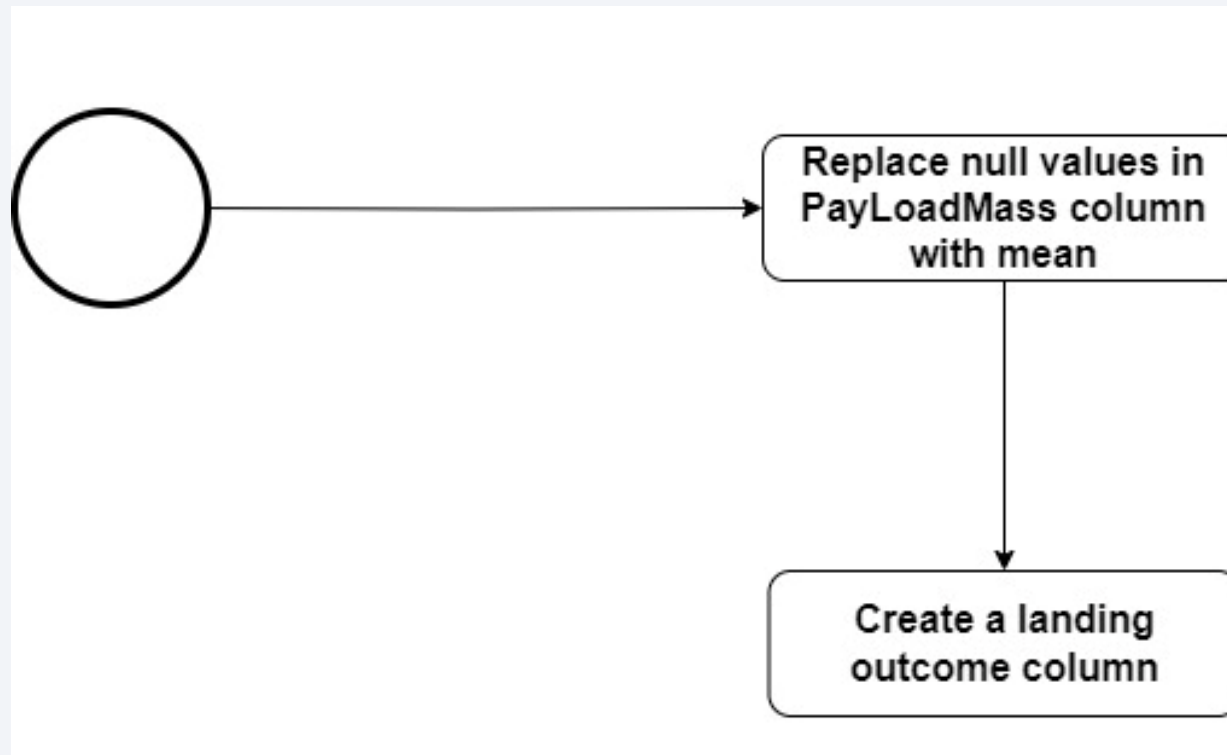 Replace null values in
PayLoadMass column
with mean
Create a landing
outcome column